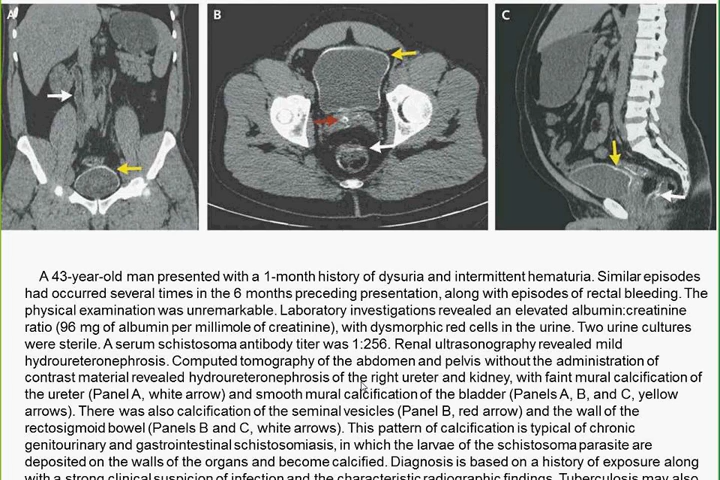 A
B
C
A 43-year-old man presented with a 1-month history of dysuria and intermittent hematuria. Similar episodes
had occurred several times in the 6 months preceding presentation, along with episodes of rectal bleeding. The
physical examination was unremarkable. Laboratory investigations revealed an elevated albumin:creatinine
ratio (96 mg of albumin per millimole of creatinine), with dysmorphic red cells in the urine. Two urine cultures
were sterile. A serum schistosoma antibody titer was 1:256. Renal ultrasonography revealed mild
hydroureteronephrosis. Computed tomography of the abdomen and pelvis without the administration of
contrast material revealed hydroureteronephrosis of the right ureter and kidney, with faint mural calcification of
the ureter (Panel A, white arrow) and smooth mural calcification of the bladder (Panels A, B, and C, yellow
arrows). There was also calcification of the seminal vesicles (Panel B, red arrow) and the wall of the
rectosigmoid bowel (Panels B and C, white arrows). This pattern of calcification is typical of chronic
genitourinary and gastrointestinal schistosomiasis, in which the larvae of the schistosoma parasite are
deposited on the walls of the organs and become calcified. Diagnosis is based on a history of exposure along
with a strong clinical suspicion of infection and the characteristic radiographic findings. Tuberculosis may also